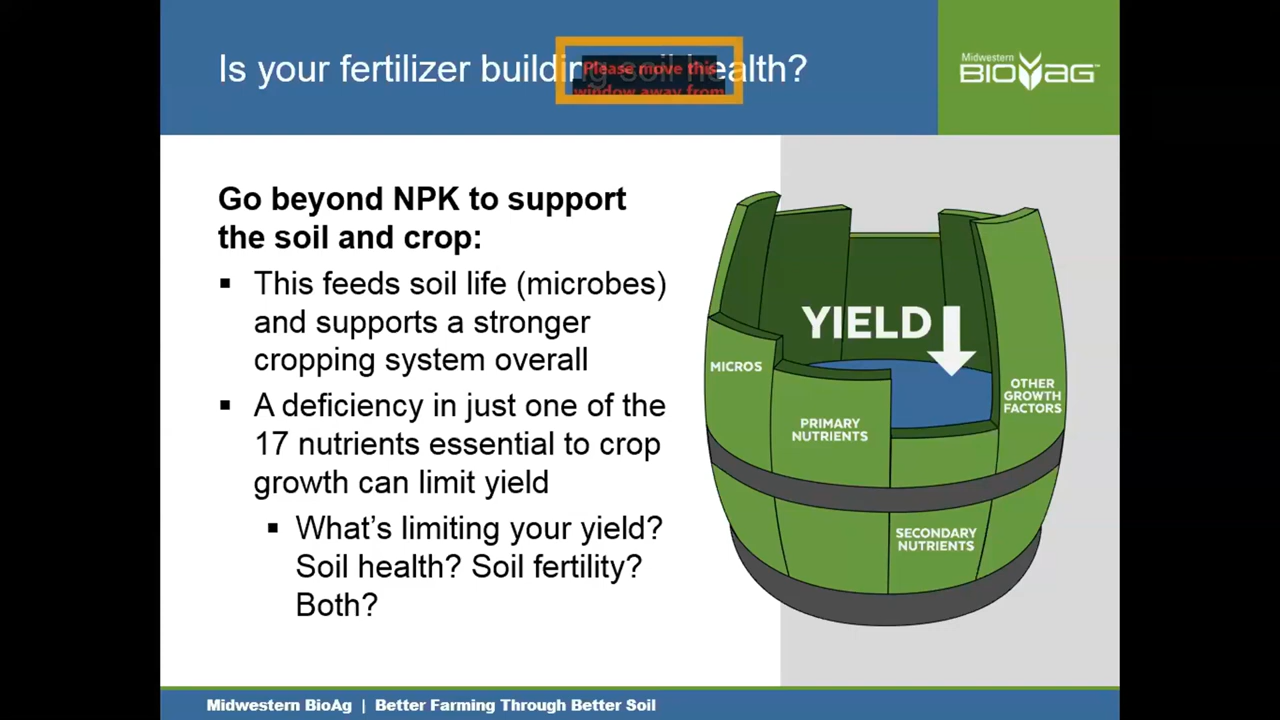 Is your fertilizer building soil health?
Please move this
window away from
Midwestern
BIOAG™
Go beyond NPK to support
the soil and crop:
▪ This feeds soil life (microbes)
and supports a stronger
cropping system overall
▪ A deficiency in just one of the
17 nutrients essential to crop
growth can limit yield
▪ What’s limiting your yield?
Soil health? Soil fertility?
Both?
YIELD
MICROS
PRIMARY
NUTRIENTS
OTHER
GROWTH
FACTORS
SECONDARY
NUTRIENTS
Midwestern BioAg | Better Farming Through Better Soil